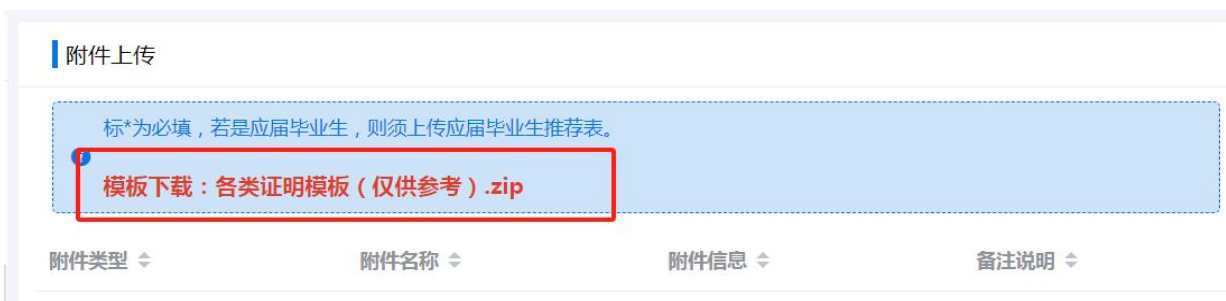 附件上传
标*为必填，若是应届毕业生，则须上传应届毕业生推荐表。
模板下载：各类证明模板（仅供参考）.zip
附件类型 附件名称 附件信息 备注说明